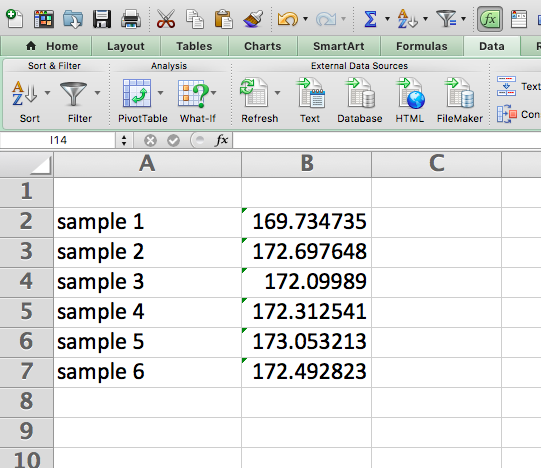 Home Layout Tables Charts SmartArt Formulas Data
Sort & Filter Analysis External Data Sources
Sort Filter PivotTable What-If Refresh Text Database HTML FileMaker Text
Con
I14 fx
A B C
1
2 sample 1 169.734735
3 sample 2 172.697648
4 sample 3 172.09989
5 sample 4 172.312541
6 sample 5 173.053213
7 sample 6 172.492823
8
9
10